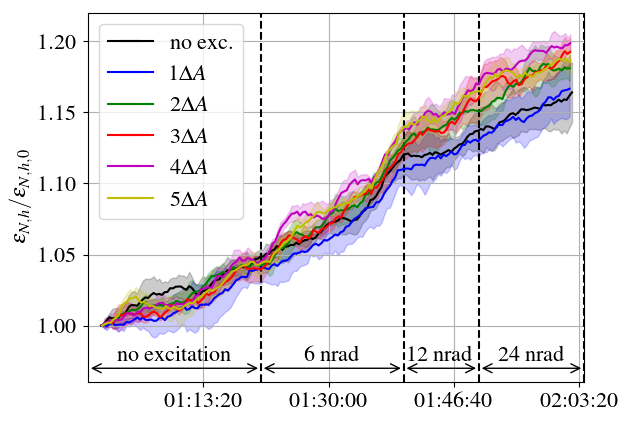 1.20
1.15
1.10
1.05
1.00
ε_{N,h}/ε_{N,h,0}
no exc.
1ΔA
2ΔA
3ΔA
4ΔA
5ΔA
no excitation
6 nrad
12 nrad
24 nrad
01:13:20
01:30:00
01:46:40
02:03:20